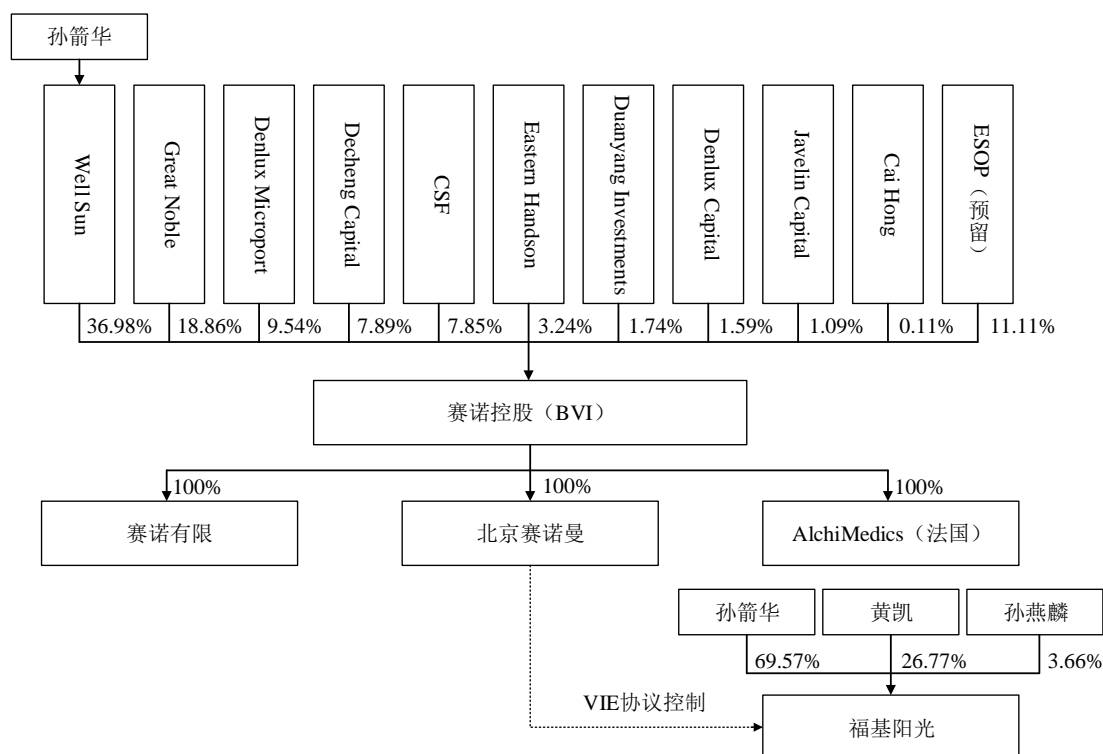 孙箭华
Well Sun
Great Noble
Denlux Microport
Decheng Capital
CSF
Eastern Handson
Duanyang Investments
Denlux Capital
Javelin Capital
Cai Hong
ESOP（预留）
36.98%
18.86%
9.54%
7.89%
7.85%
3.24%
1.74%
1.59%
1.09%
0.11%
11.11%
赛诺控股（BVI）
100%
100%
100%
赛诺有限
北京赛诺曼
AlchiMedics（法国）
孙箭华
黄凯
孙燕麟
69.57%
26.77%
3.66%
VIE协议控制
福基阳光